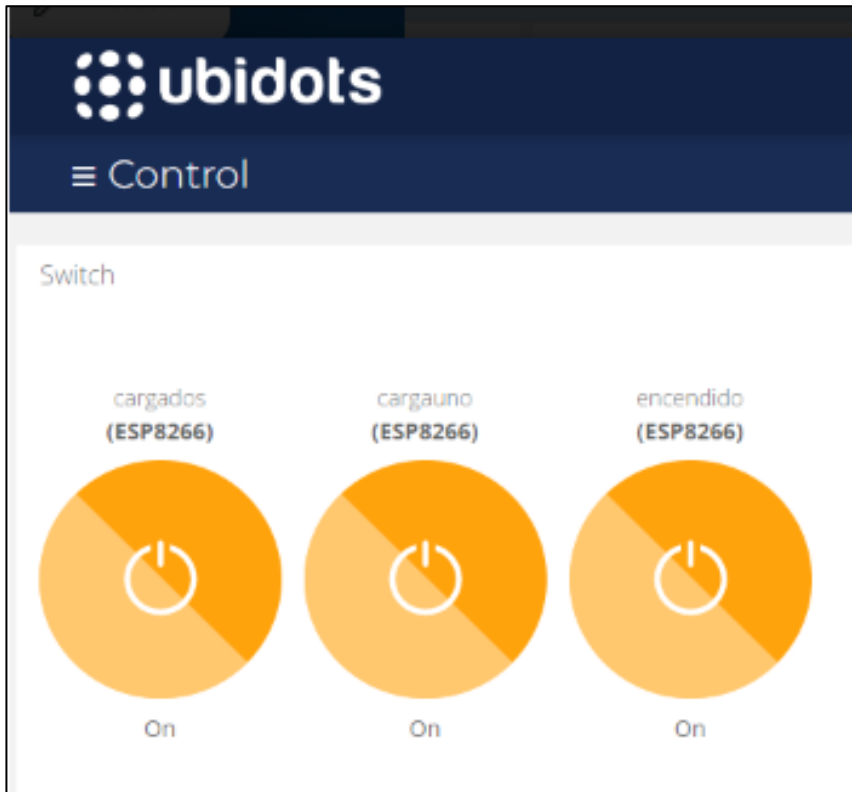 ubidots
≡ Control
Switch
cargados cargauno encendido
(ESP8266) (ESP8266) (ESP8266)
On On On